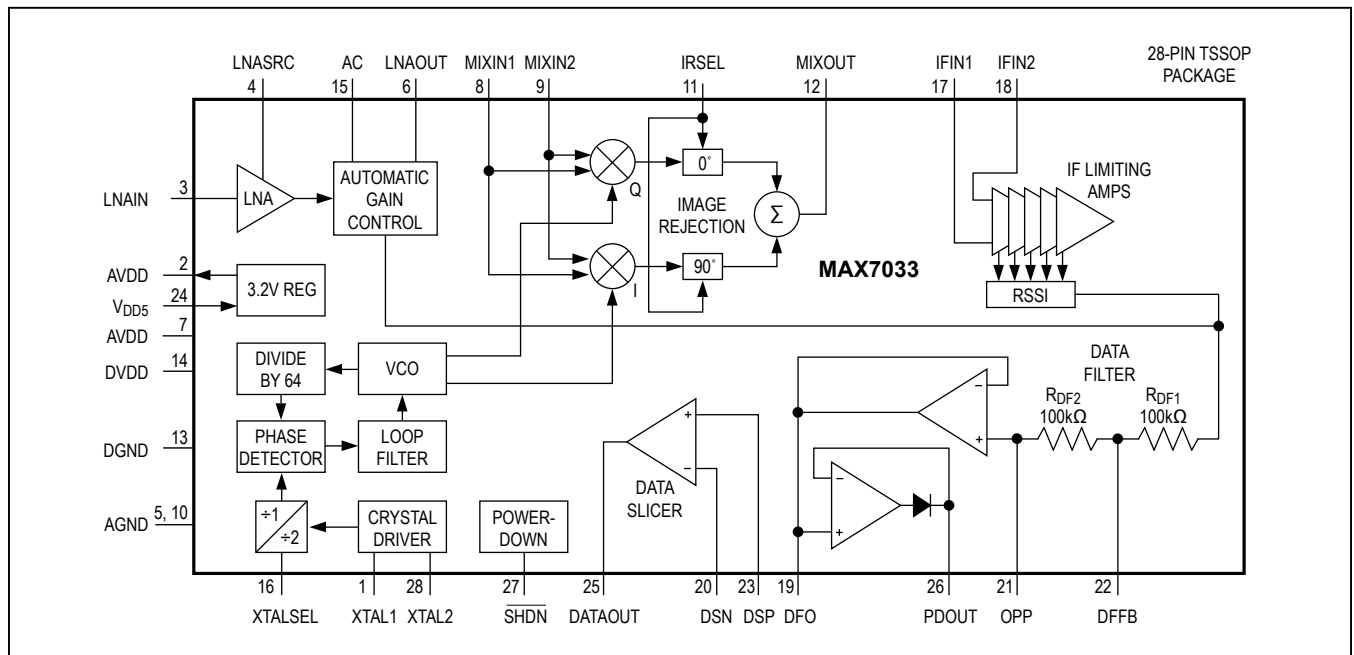 LNASRC AC LNAOUT MIXIN1 MIXIN2 IRSEL MIXOUT IFIN1 IFIN2 28-PIN TSSOP
PACKAGE
4 15 6 8 9 11 12 17 18
LNAIN 3
LNA
AUTOMATIC
GAIN
CONTROL
Q
0°
IMAGE
REJECTION
Σ
IF LIMITING
AMPS
I
90°
MAX7033
RSSI
AVDD 2
3.2V REG
VDD5 24
AVDD 7
DVDD 14
DIVIDE
BY 64
VCO
DGND 13
PHASE
DETECTOR
LOOP
FILTER
DATA
FILTER
RDF2
100kΩ
RDF1
100kΩ
−
+
+
−
DATA
SLICER
−
+
AGND 5, 10
÷1
÷2
CRYSTAL
DRIVER
POWER-
DOWN
16 1 28 27 25 20 23 19 26 21 22
XTALSEL XTAL1 XTAL2 SHDN DATAOUT DSN DSP DFO PDOUT OPP DFFB